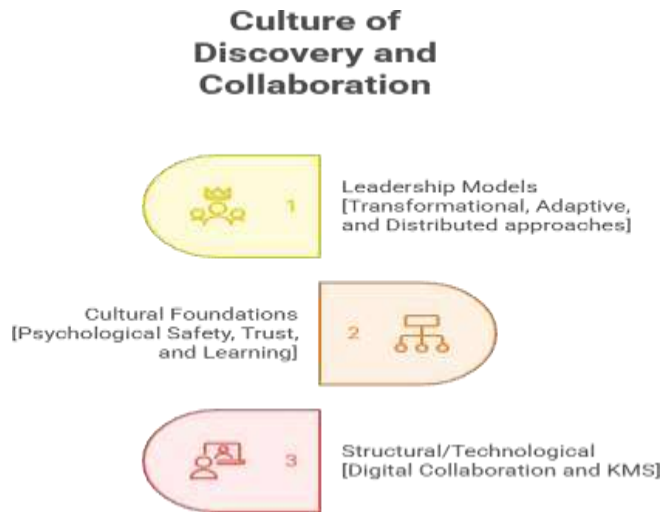 Culture of
Discovery and
Collaboration
1
Leadership Models
[Transformational, Adaptive,
and Distributed approaches]
Cultural Foundations
[Psychological Safety, Trust,
and Learning]
2
3
Structural/Technological
[Digital Collaboration and KMS]